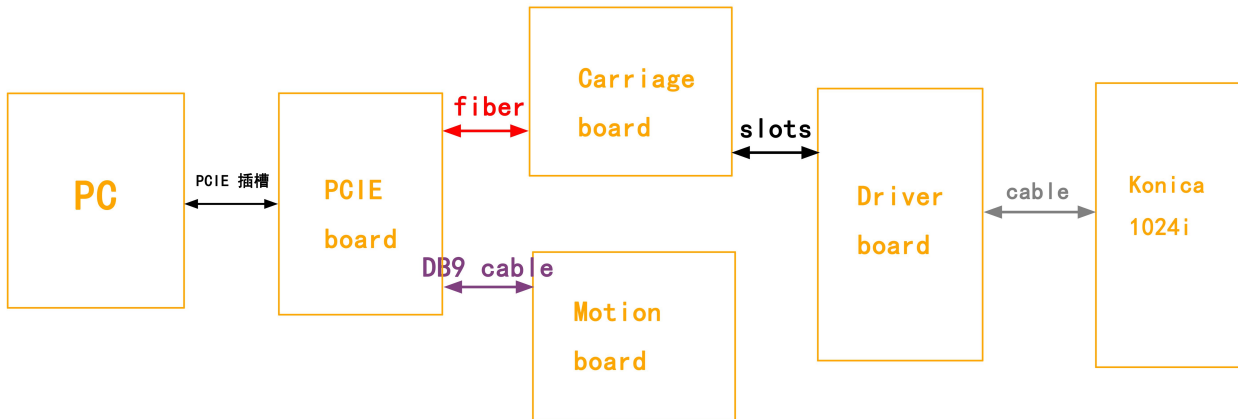 PC
PCIE 插槽
PCIE
board
fiber
Carriage
board
DB9 cable
Motion
board
slots
Driver
board
cable
Konica
1024i